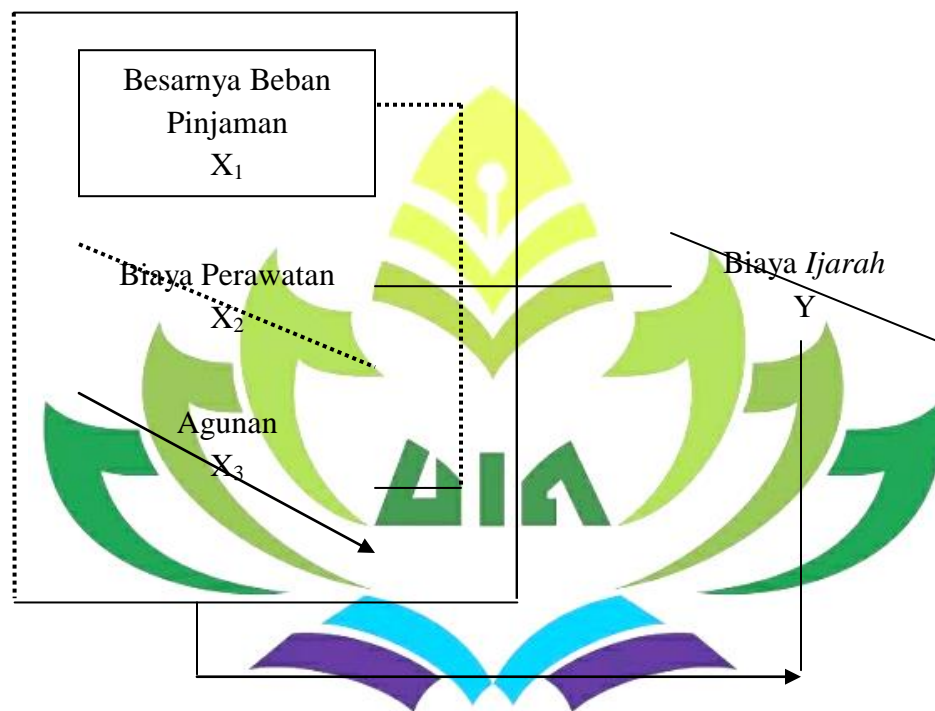 Besarnya Beban
Pinjaman
X₁
Biaya Perawatan
X₂
Biaya Ijarah
Y
Agunan
X₃